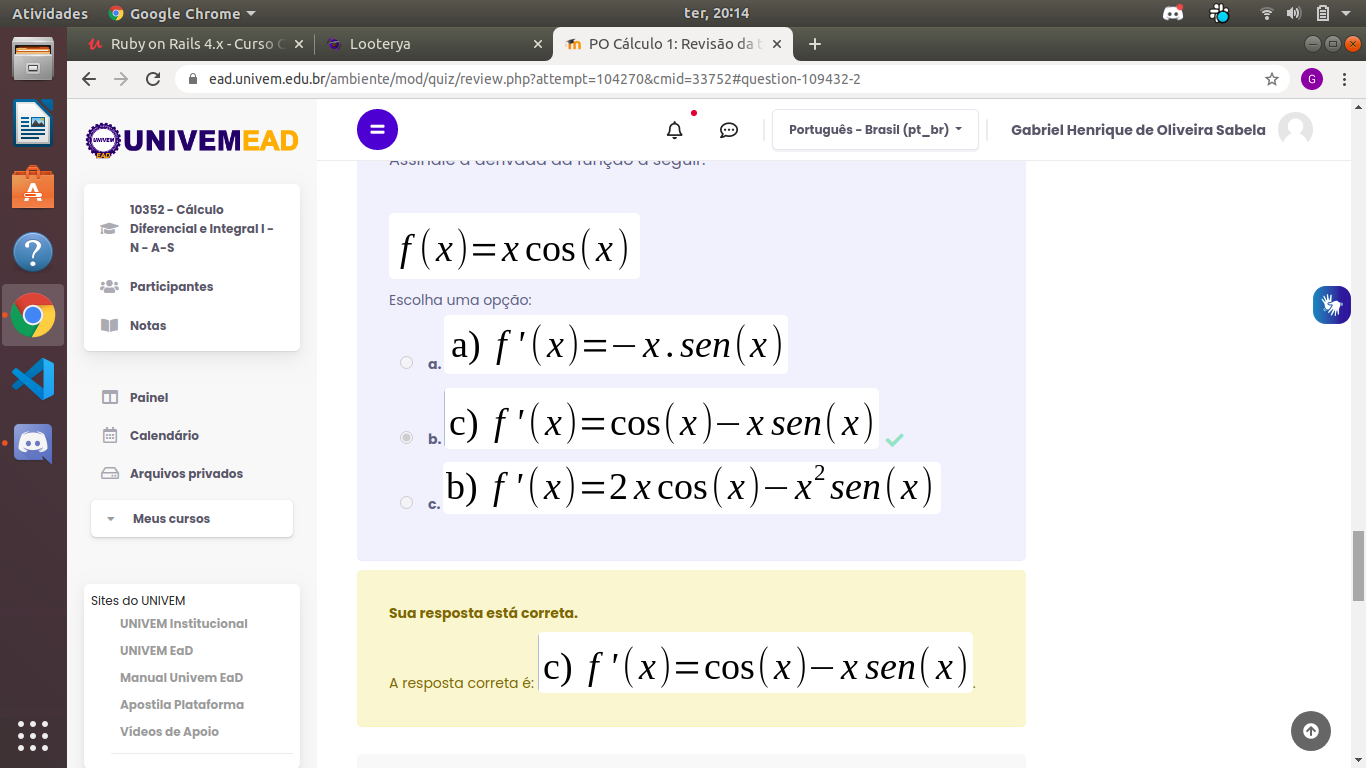 Atividades
Google Chrome
ter, 20:14
Ruby on Rails 4.x - Curso C
Looterya
PO Cálculo 1: Revisão da t
ead.univem.edu.br/ambiente/mod/quiz/review.php?attempt=104270&cmid=33752#question-109432-2
G
UNIVEM
UNIVEMEAD
EAD
Português - Brasil (pt_br)
Gabriel Henrique de Oliveira Sabela
10352 - Cálculo
Diferencial e Integral I -
N - A-S
Participantes
Notas
Painel
Calendário
Arquivos privados
Meus cursos
Sites do UNIVEM
UNIVEM Institucional
UNIVEM EaD
Manual Univem EaD
Apostila Plataforma
Vídeos de Apoio
Assinale a derivada da função a seguir:
f(x)=x cos(x)
Escolha uma opção:
a. a) f'(x)=−x.sen(x)
b. c) f'(x)=cos(x)−x sen(x)
c. b) f'(x)=2x cos(x)−x² sen(x)
Sua resposta está correta.
A resposta correta é: c) f'(x)=cos(x)−x sen(x).